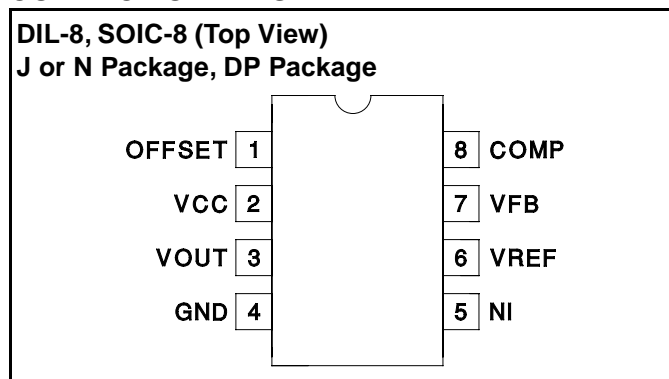 DIL-8, SOIC-8 (Top View)
J or N Package, DP Package
OFFSET 1
8 COMP
VCC 2
7 VFB
VOUT 3
6 VREF
GND 4
5 NI